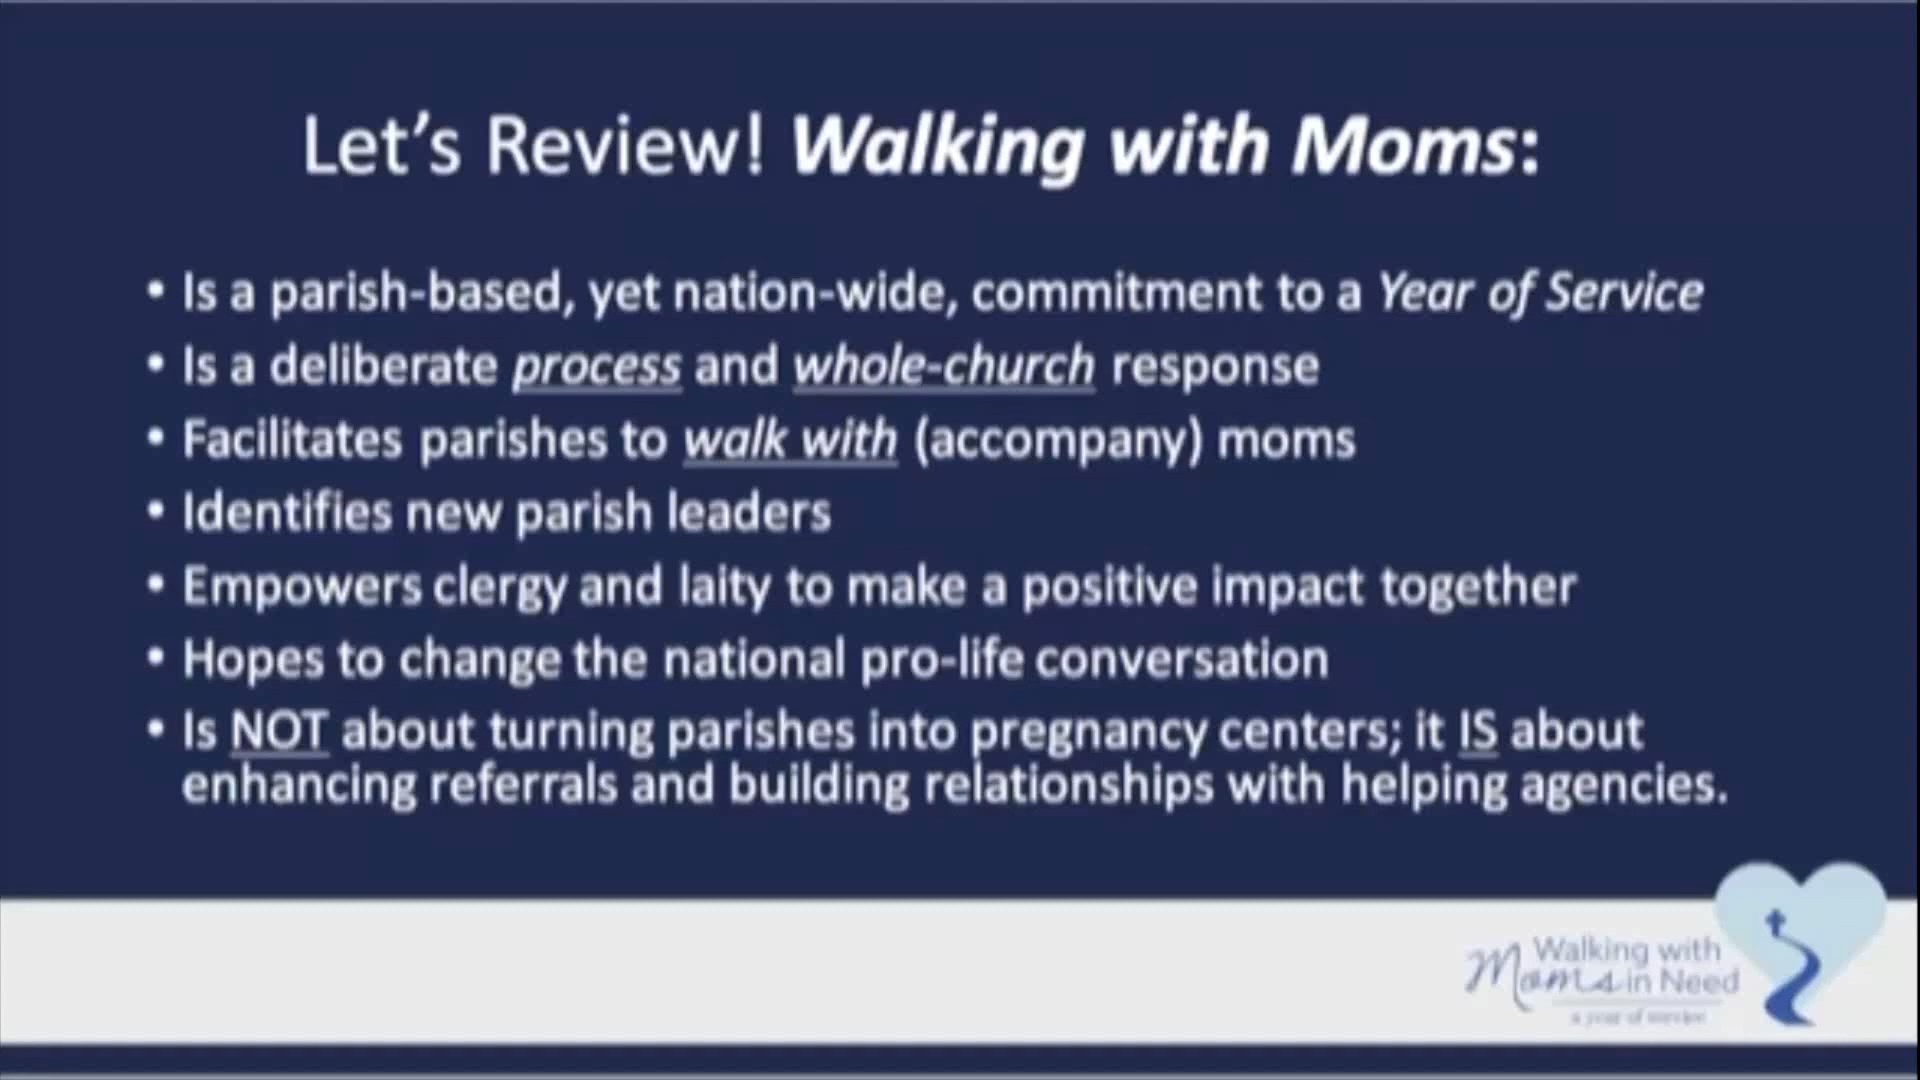 Let's Review! Walking with Moms:
• Is a parish-based, yet nation-wide, commitment to a Year of Service
• Is a deliberate process and whole-church response
• Facilitates parishes to walk with (accompany) moms
• Identifies new parish leaders
• Empowers clergy and laity to make a positive impact together
• Hopes to change the national pro-life conversation
• Is NOT about turning parishes into pregnancy centers; it IS about
enhancing referrals and building relationships with helping agencies.
Walking with
Moms in Need
a year of service